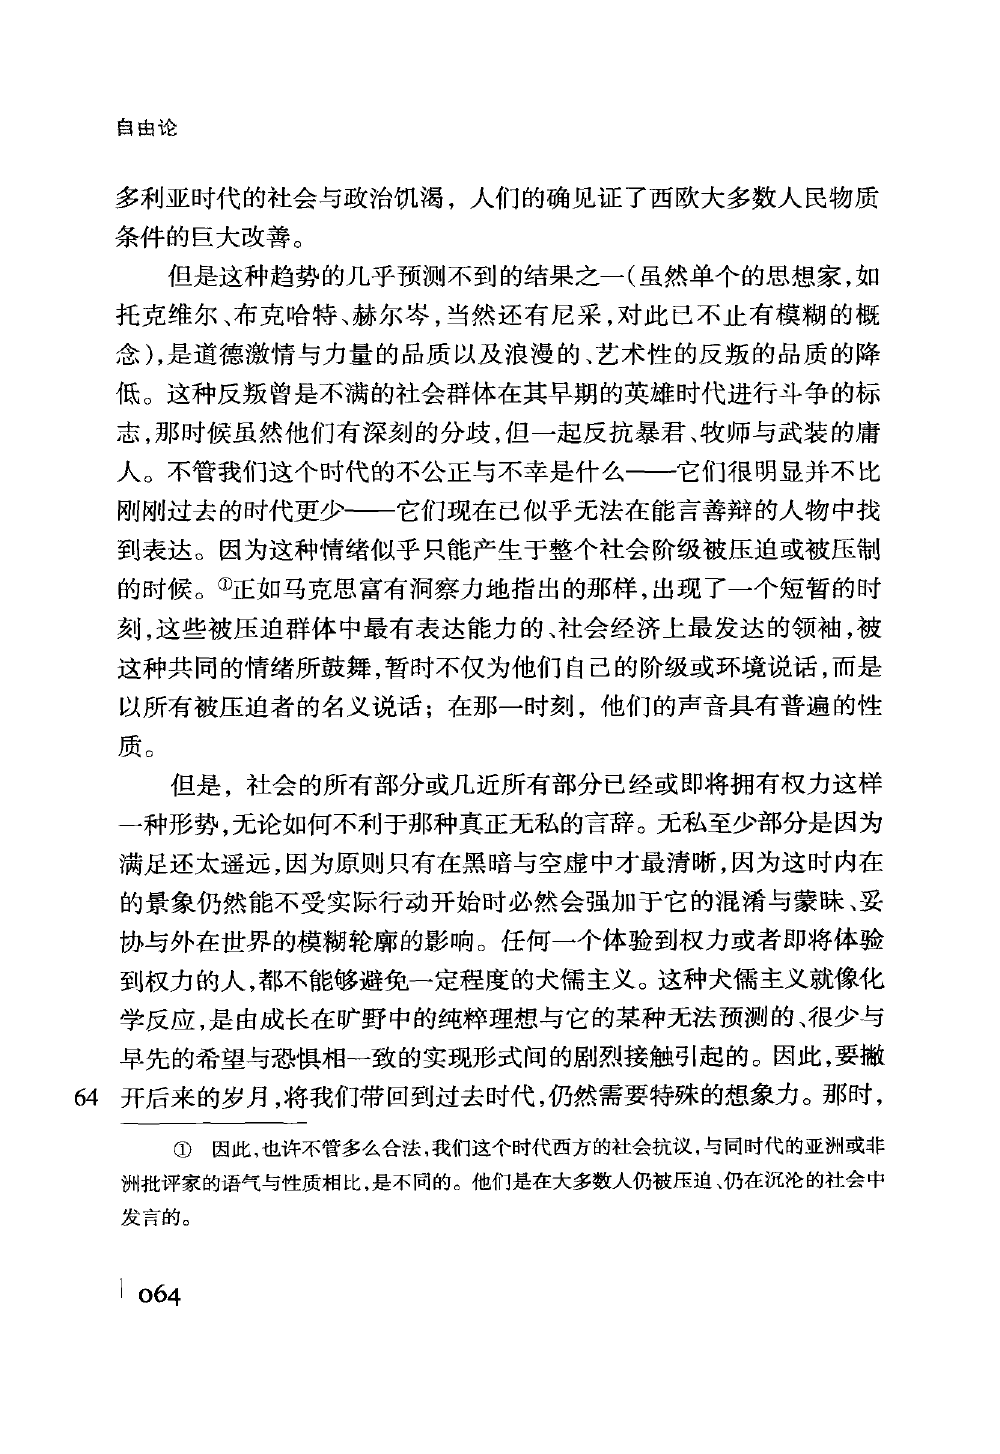 自由论
多利亚时代的社会与政治饥渴，人们的确见证了西欧大多数人民物质
条件的巨大改善。
但是这种趋势的几乎预测不到的结果之一（虽然单个的思想家，如
托克维尔、布克哈特、赫尔岑，当然还有尼采，对此已不止有模糊的概
念），是道德激情与力量的品质以及浪漫的、艺术性的反叛的品质的降
低。这种反叛曾是不满的社会群体在其早期的英雄时代进行斗争的标
志，那时候虽然他们有深刻的分歧，但一起反抗暴君、牧师与武装的庸
人。不管我们这个时代的不公正与不幸是什么——它们很明显并不比
刚刚过去的时代更少——它们现在已似乎无法在能言善辩的人物中找
到表达。因为这种情绪似乎只能产生于整个社会阶级被压迫或被压制
的时候。①正如马克思富有洞察力地指出的那样，出现了一个短暂的时
刻，这些被压迫群体中最有表达能力的、社会经济上最发达的领袖，被
这种共同的情绪所鼓舞，暂时不仅为他们自己的阶级或环境说话，而是
以所有被压迫者的名义说话；在那一时刻，他们的声音具有普遍的性
质。
但是，社会的所有部分或几近所有部分已经或即将拥有权力这样
一种形势，无论如何不利于那种真正无私的言辞。无私至少部分是因为
满足还太遥远，因为原则只有在黑暗与空虚中才最清晰，因为这时内在
的景象仍然能不受实际行动开始时必然会强加于它的混淆与蒙昧、妥
协与外在世界的模糊轮廓的影响。任何一个体验到权力或者即将体验
到权力的人，都不能够避免一定程度的犬儒主义。这种犬儒主义就像化
学反应，是由成长在旷野中的纯粹理想与它的某种无法预测的、很少与
早先的希望与恐惧相一致的实现形式间的剧烈接触引起的。因此，要撇
64 开后来的岁月，将我们带回到过去时代，仍然需要特殊的想象力。那时，
① 因此，也许不管多么合法，我们这个时代西方的社会抗议，与同时代的亚洲或非
洲批评家的语气与性质相比，是不同的。他们是在大多数人仍被压迫、仍在沉沦的社会中
发言的。
064